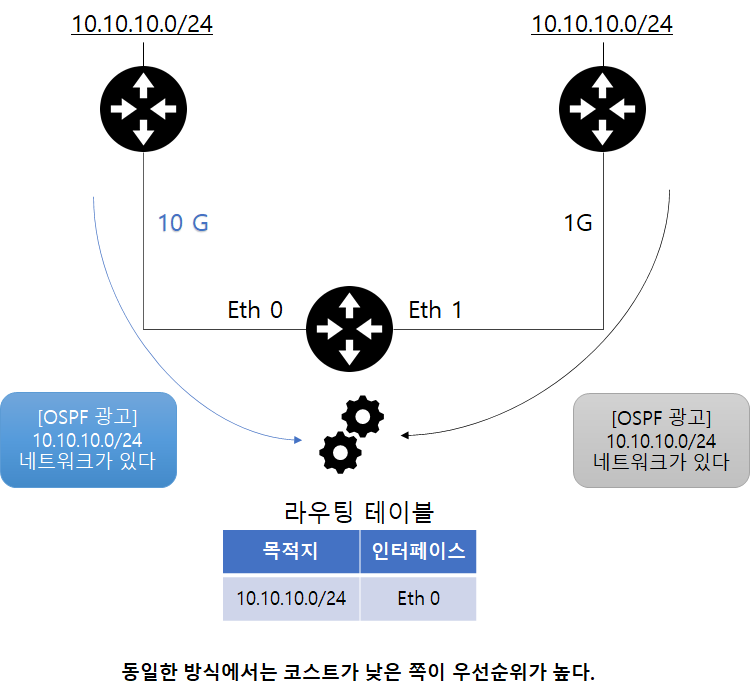 10.10.10.0/24
10.10.10.0/24
10 G
1G
Eth 0
Eth 1
[OSPF 광고]
10.10.10.0/24
네트워크가 있다
[OSPF 광고]
10.10.10.0/24
네트워크가 있다
라우팅 테이블
목적지 인터페이스
10.10.10.0/24 Eth 0
동일한 방식에서는 코스트가 낮은 쪽이 우선순위가 높다.